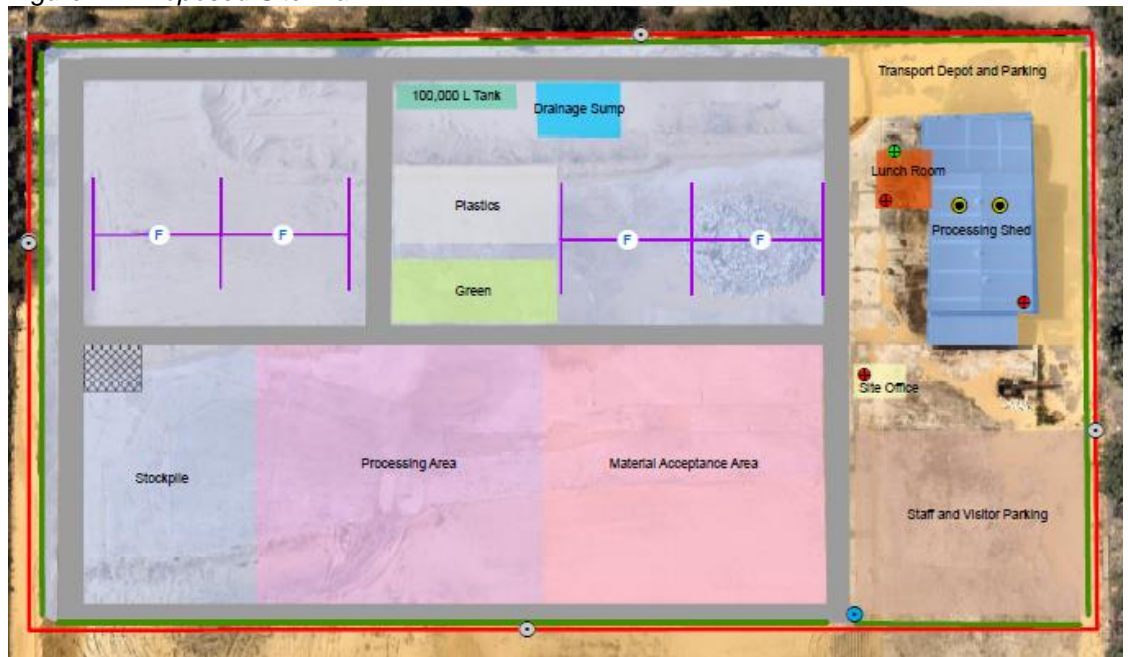 Transport Depot and Parking
100,000 L Tank
Drainage Sump
Lunch Room
Plastics
F
F
F
F
Processing Shed
Green
Site Office
Processing Area
Material Acceptance Area
Stockpile
Staff and Visitor Parking